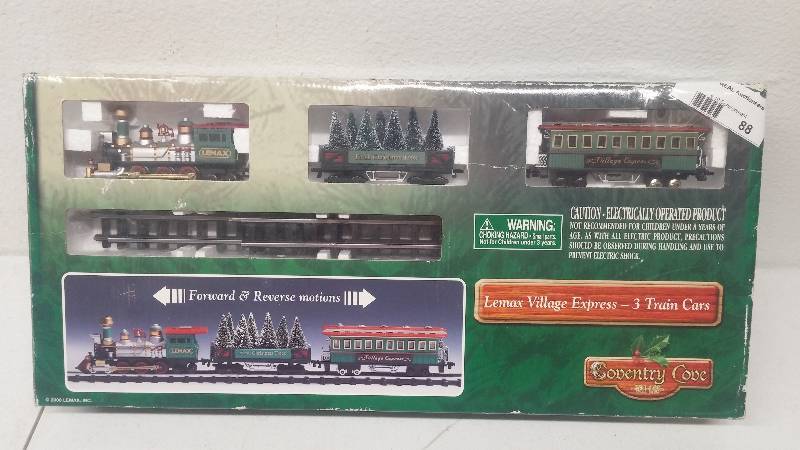 88
LEMAX
Village Express
WARNING:
CHOKING HAZARD - Small parts.
Not for Children under 3 years.
CAUTION - ELECTRICALLY OPERATED PRODUCT
NOT RECOMMENDED FOR CHILDREN UNDER 8 YEARS OF
AGE. AS WITH ALL ELECTRIC PRODUCT, PRECAUTIONS
SHOULD BE OBSERVED DURING HANDLING AND USE TO
PREVENT ELECTRIC SHOCK.
Forward & Reverse motions
Lemax Village Express – 3 Train Cars
LEMAX
Village Express
Coventry Cove
© 2000 LEMAX, INC.